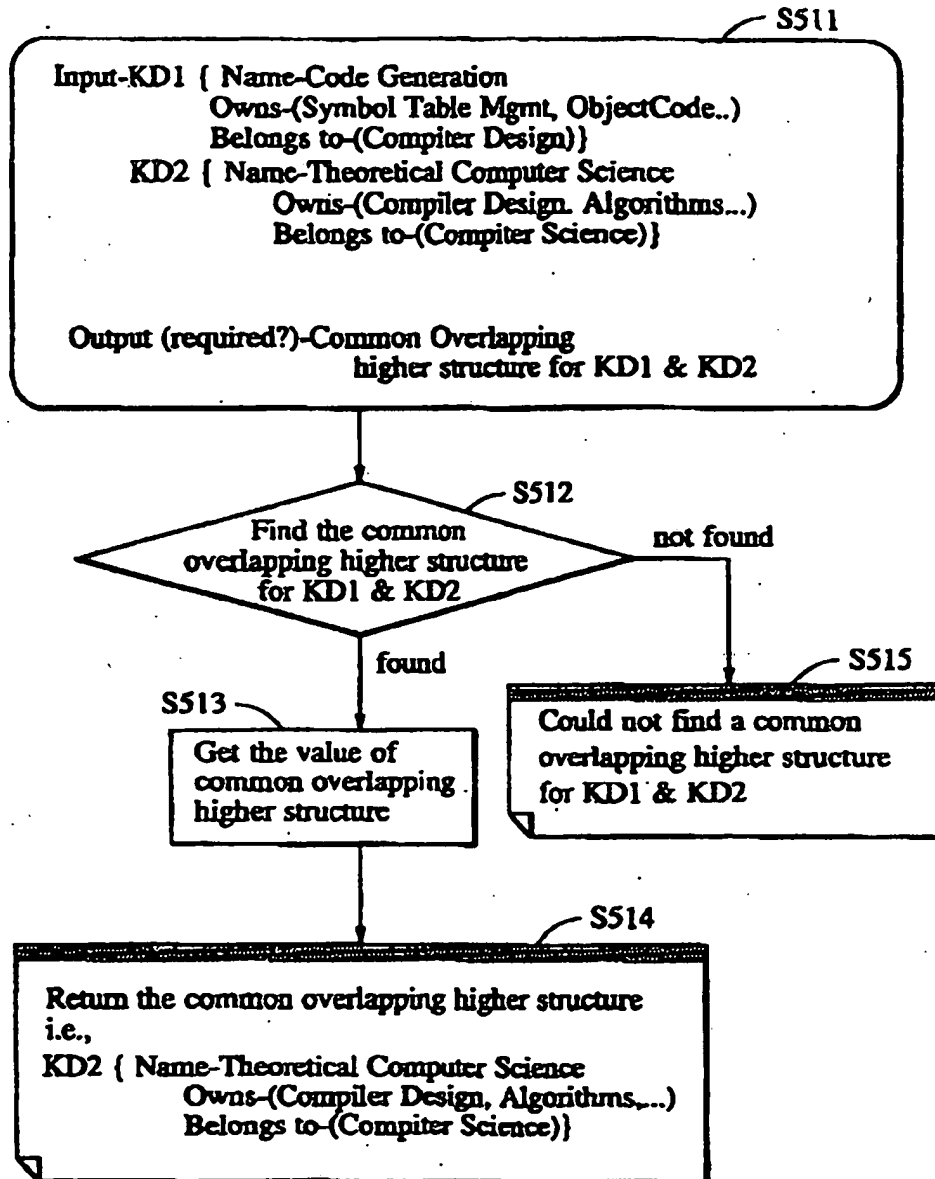 S511
Input-KD1 { Name-Code Generation
Owns-(Symbol Table Mgmt, ObjectCode..)
Belongs to-(Compiter Design)}
KD2 { Name-Theoretical Computer Science
Owns-(Compiler Design. Algorithms...)
Belongs to-(Compiter Science)}
Output (required?)-Common Overlapping
higher structure for KD1 & KD2
S512
Find the common
overlapping higher structure
for KD1 & KD2
not found
found
S513
Get the value of
common overlapping
higher structure
S515
Could not find a common
overlapping higher structure
for KD1 & KD2
S514
Return the common overlapping higher structure
i.e.,
KD2 { Name-Theoretical Computer Science
Owns-(Compiler Design, Algorithms,...)
Belongs to-(Compiter Science)}